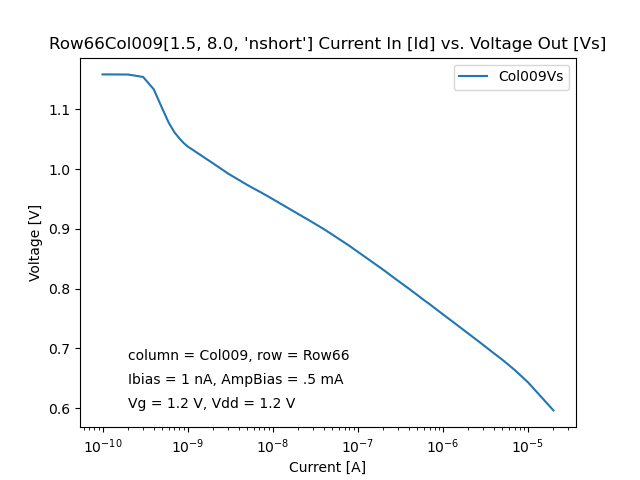 Row66Col009[1.5, 8.0, 'nshort'] Current In [Id] vs. Voltage Out [Vs]
Col009Vs
Voltage [V]
1.1
1.0
0.9
0.8
0.7
0.6
column = Col009, row = Row66
Ibias = 1 nA, AmpBias = .5 mA
Vg = 1.2 V, Vdd = 1.2 V
10⁻¹⁰ 10⁻⁹ 10⁻⁸ 10⁻⁷ 10⁻⁶ 10⁻⁵
Current [A]